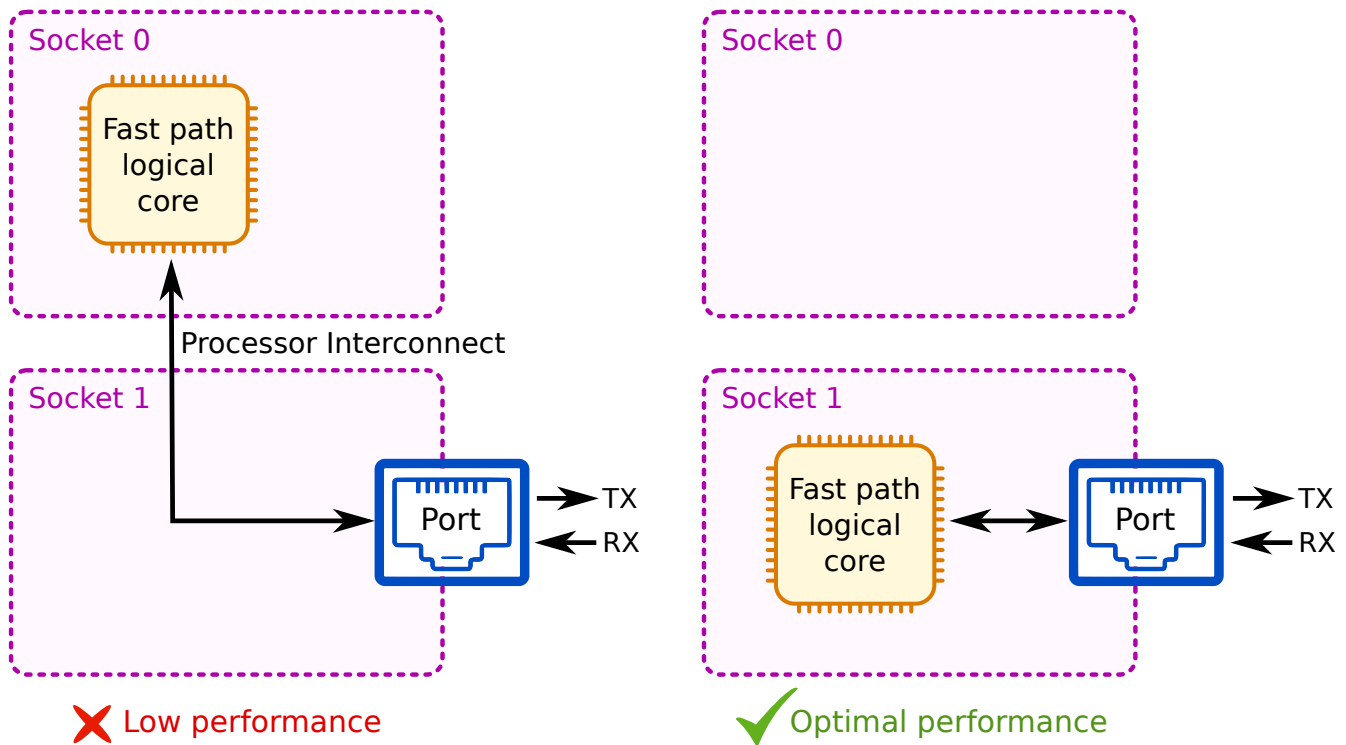 Socket 0
Fast path
logical
core
Processor Interconnect
Socket 1
Port
TX
RX
Low performance
Socket 0
Socket 1
Fast path
logical
core
Port
TX
RX
Optimal performance